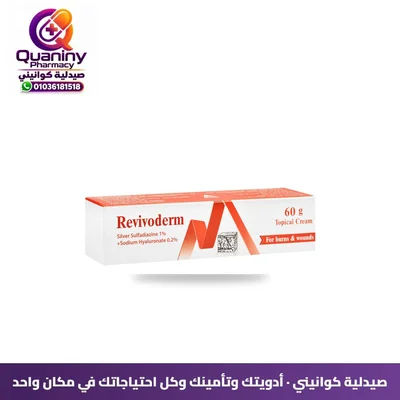 Quaniny
Pharmacy
صيدلية كوانيني
01036181518
Revivoderm
Silver Sulfadiazine 1%
+Sodium Hyaluronate 0.2%
60 g
Topical Cream
For burns & wounds
صيدلية كوانيني - أدويتك وتأمينك وكل احتياجاتك في مكان واحد